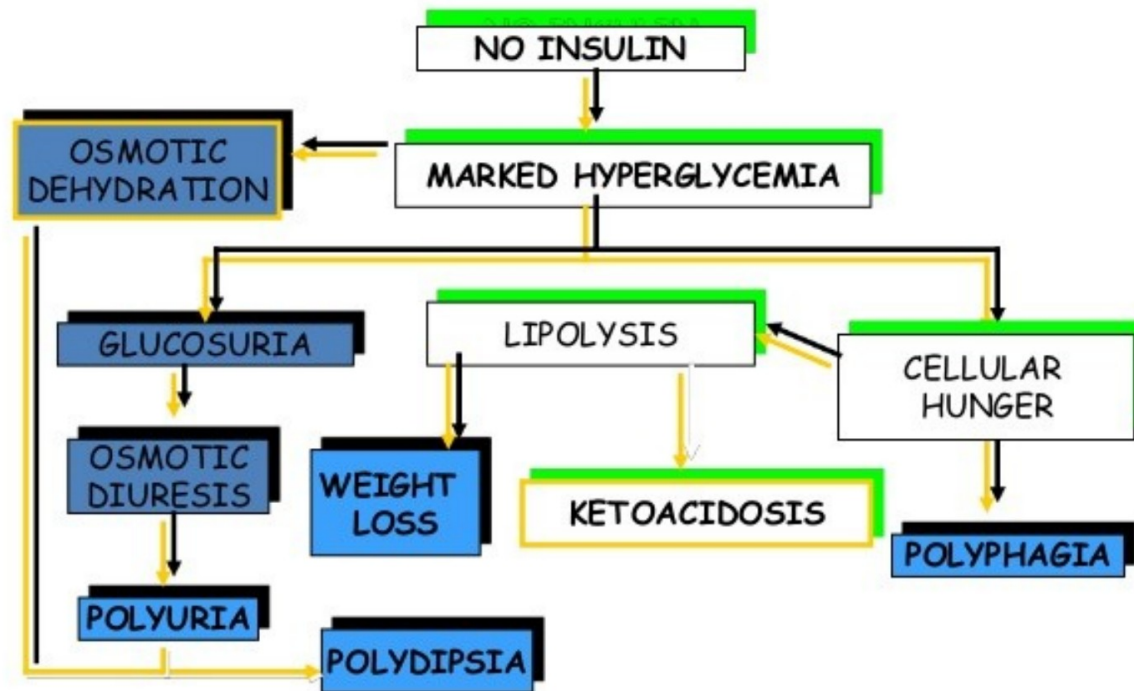 NO INSULIN
OSMOTIC
DEHYDRATION
MARKED HYPERGLYCEMIA
GLUCOSURIA
LIPOLYSIS
CELLULAR
HUNGER
OSMOTIC
DIURESIS
WEIGHT
LOSS
KETOACIDOSIS
POLYPHAGIA
POLYURIA
POLYDIPSIA